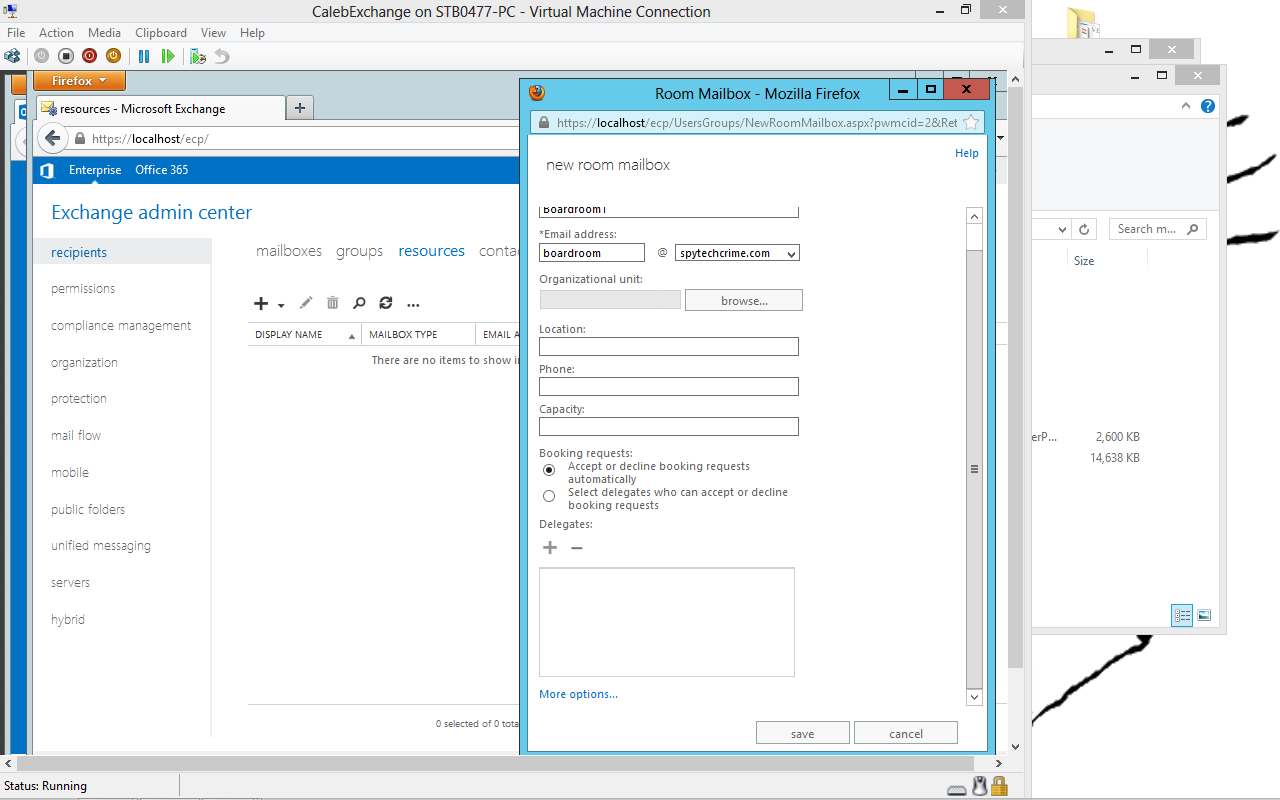 CalebExchange on STB0477-PC - Virtual Machine Connection
File Action Media Clipboard View Help
Firefox
resources - Microsoft Exchange
https://localhost/ecp/
Enterprise Office 365
Exchange admin center
recipients
permissions
compliance management
organization
protection
mail flow
mobile
public folders
unified messaging
servers
hybrid
mailboxes groups resources contac
DISPLAY NAME MAILBOX TYPE EMAIL A
There are no items to show in
0 selected of 0 tota
Room Mailbox - Mozilla Firefox
https://localhost/ecp/UsersGroups/NewRoomMailbox.aspx?pwmcid=2&Ret
Help
new room mailbox
Boardroom1
*Email address:
boardroom @ spytechcrime.com
Organizational unit:
browse...
Location:
Phone:
Capacity:
Booking requests:
Accept or decline booking requests
automatically
Select delegates who can accept or decline
booking requests
Delegates:
More options...
save cancel
Search m...
Size
erP... 2,600 KB
14,638 KB
Status: Running